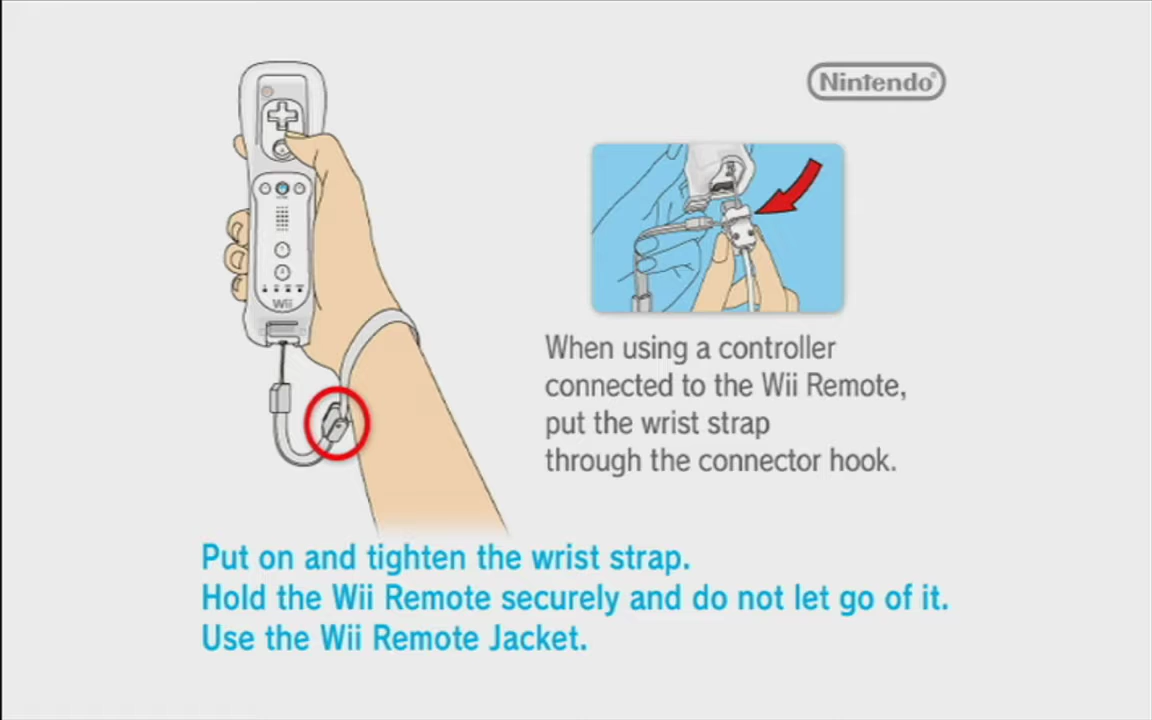 Nintendo®
Wii
When using a controller
connected to the Wii Remote,
put the wrist strap
through the connector hook.
Put on and tighten the wrist strap.
Hold the Wii Remote securely and do not let go of it.
Use the Wii Remote Jacket.